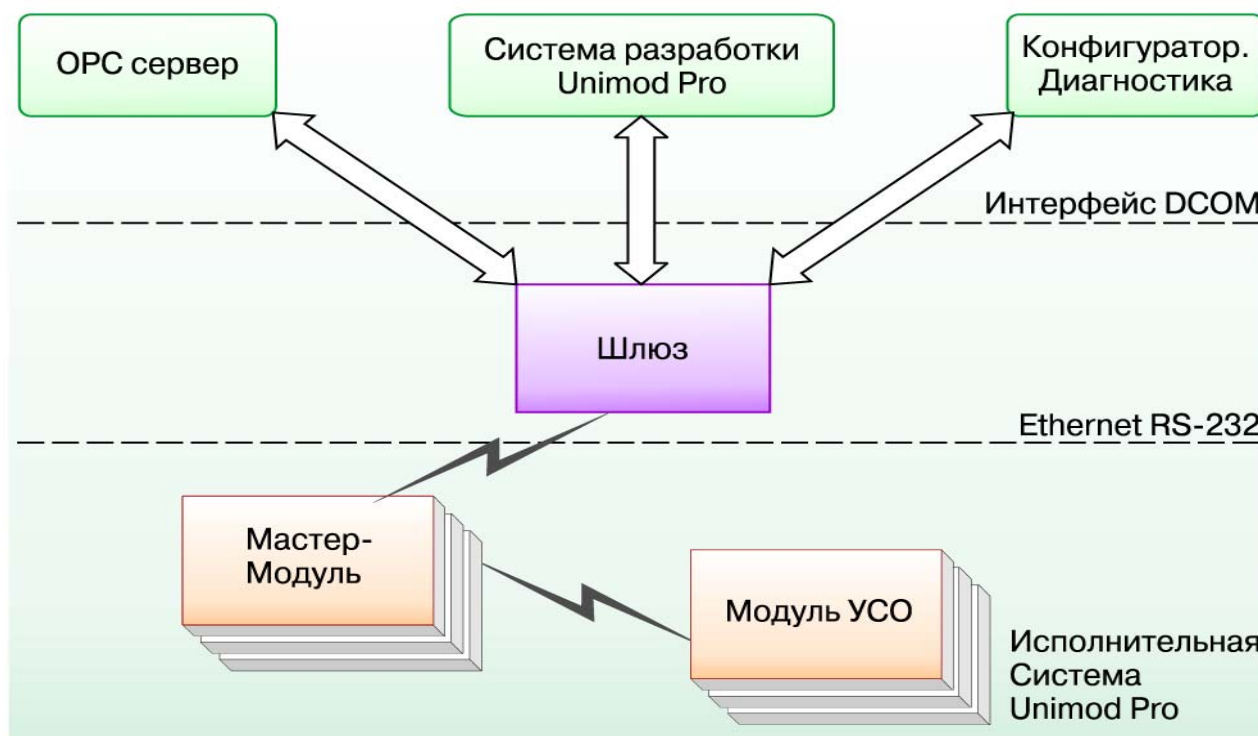 ОРС сервер
Система разработки
Unimod Pro
Конфигуратор.
Диагностика
Интерфейс DCOM
Шлюз
Ethernet RS-232
Мастер-
Модуль
Модуль УСО
Исполнительная
Система
Unimod Pro